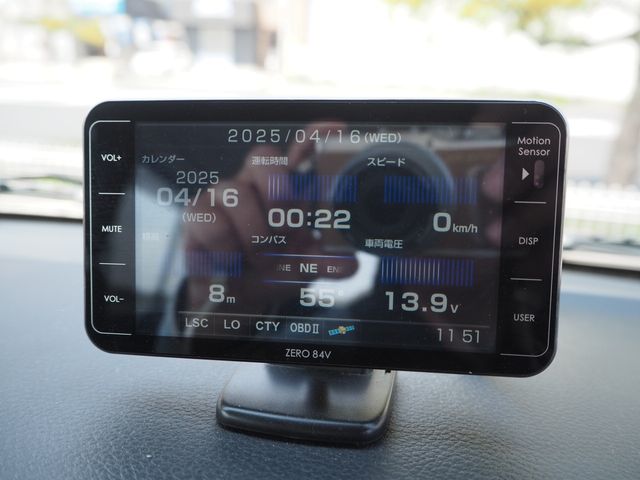 2025/04/16(WED)
VOL+
MUTE
VOL−
カレンダー
2025
04/16
(WED)
運転時間
00:22
スピード
0km/h
8m
コンパス
NE
55°
車両電圧
13.9V
LSC LO CTY OBDⅡ
11 51
Motion
Sensor
DISP
USER
ZERO 84V